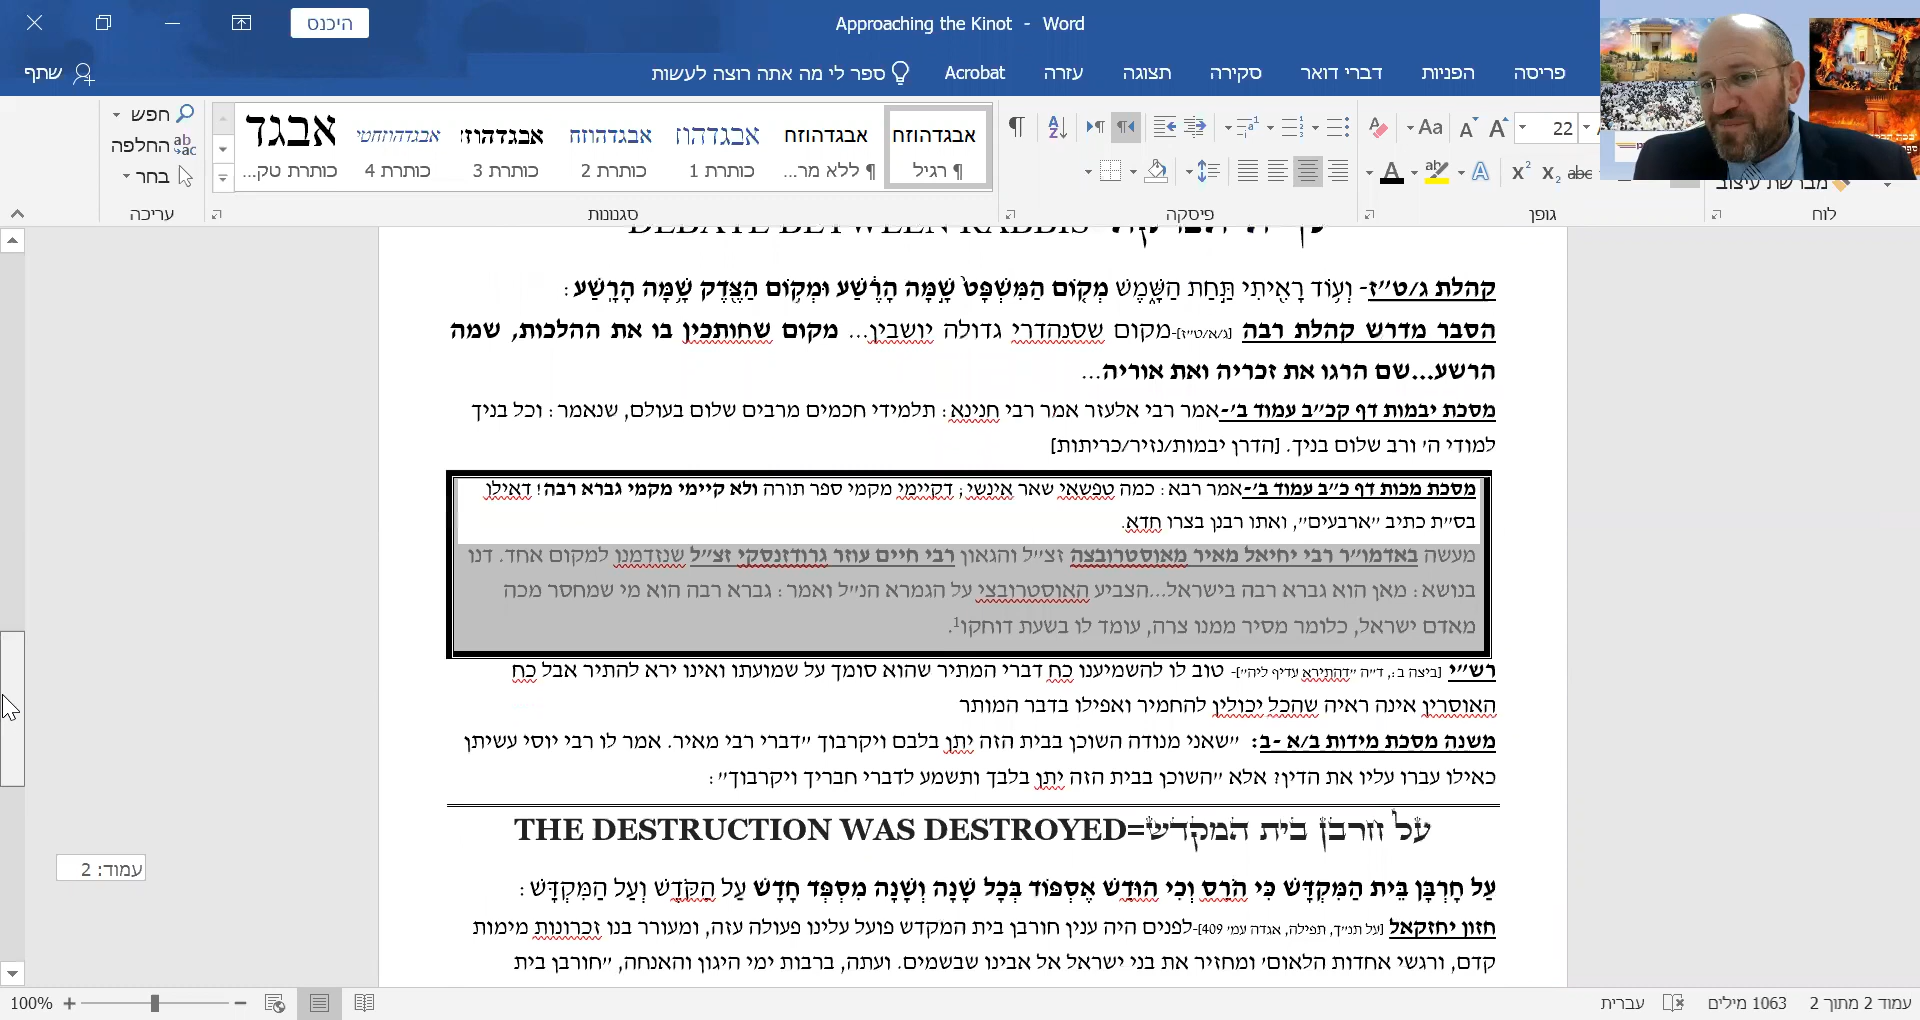 היכנס
Approaching the Kinot - Word
שתף
ספר לי מה אתה רוצה לעשות
Acrobat
עזרה
תצוגה
סקירה
דברי דואר
הפניות
פריסה
חפש
החלפה
בחר
עריכה
אבגד
כותרת טק...
אבגדהוזחטי
כותרת 4
אבגדהוזז
כותרת 3
אבגדהוזח
כותרת 2
אבגדהוז
כותרת 1
אבגדהוזח
¶ ללא מר...
אבגדהוזח
¶ רגיל
סגנונות
פיסקה
22
גופן
מברשת עיצוב
לוח
DEBATE BETWEEN RABBIS
קהלת ג/ט״ז- וְע֥וֹד רָאִ֖יתִי תַּ֣חַת הַשָּׁ֑מֶשׁ מְק֤וֹם הַמִּשְׁפָּט֙ שָׁ֣מָּה הָרֶ֔שַׁע וּמְק֥וֹם הַצֶּ֖דֶק שָׁ֥מָּה הָרָֽשַׁע:
הסבר מדרש קהלת רבה [ג/א/ט״ז]-מקום שסנהדרי גדולה יושבין... מקום שחותכין בו את ההלכות, שמה
הרשע...שם הרגו את זכריה ואת אוריה...
מסכת יבמות דף קכ״ב עמוד ב׳-אמר רבי אלעזר אמר רבי חנינא: תלמידי חכמים מרבים שלום בעולם, שנאמר: וכל בניך
למודי ה׳ ורב שלום בניך. [הדרן יבמות/נזיר/כריתות]
מסכת מכות דף כ״ב עמוד ב׳-אמר רבא: כמה טפשאי שאר אינשי; דקיימי מקמי ספר תורה ולא קיימי מקמי גברא רבה! דאילו
בס״ת כתיב ״ארבעים״, ואתו רבנן בצרו חדא.
מעשה באדמו״ר רבי יחיאל מאיר מאוסטרובצה זצ״ל והגאון רבי חיים עוזר גרודזנסקי זצ״ל שנזדמנו למקום אחד. דנו
בנושא: מאן הוא גברא רבה בישראל...הצביע האוסטרובצי על הגמרא הנ״ל ואמר: גברא רבה הוא מי שמחסר מכה
מאדם ישראל, כלומר מסיר ממנו צרה, עומד לו בשעת דוחקו1.
רש״י [ביצה ב:, ד״ה ״דהתירא עדיף ליה״]- טוב לו להשמיענו כח דברי המתיר שהוא סומך על שמועתו ואינו ירא להתיר אבל כח
האוסרין אינה ראיה שהכל יכולין להחמיר ואפילו בדבר המותר
משנה מסכת מידות ב/א -ב: ״שאני מנודה השוכן בבית הזה יתן בלבם ויקרבוך ״דברי רבי מאיר. אמר לו רבי יוסי עשיתן
כאילו עברו עליו את הדין? אלא ״השוכן בבית הזה יתן בלבך ותשמע לדברי חבריך ויקרבוך״:
על חרבן בית המקדש=THE DESTRUCTION WAS DESTROYED
עַל חָרְבָּן בֵּית הַמִּקְדָּשׁ כִּי הֹרַס וְכִי הוּדַשׁ אֶסְפּוֹד בְּכָל שָׁנָה וְשָׁנָה מִסְפֵּד חָדָשׁ עַל הַקֹּדֶשׁ וְעַל הַמִּקְדָּשׁ:
חזון יחזקאל [על תנ״ך, תפילה, אגדה עמ׳ 409]-לפנים היה ענין חורבן בית המקדש פועל עלינו פעולה עזה, ומעורר בנו זכרונות מימות
קדם, ורגשי אחדות הלאום׳ ומחזיר את בני ישראל אל אבינו שבשמים. ועתה, ברבות ימי היגון והאנחה, ״חורבן בית
עמוד: 2
עמוד 2 מתוך 2
1063 מילים
עברית
100%